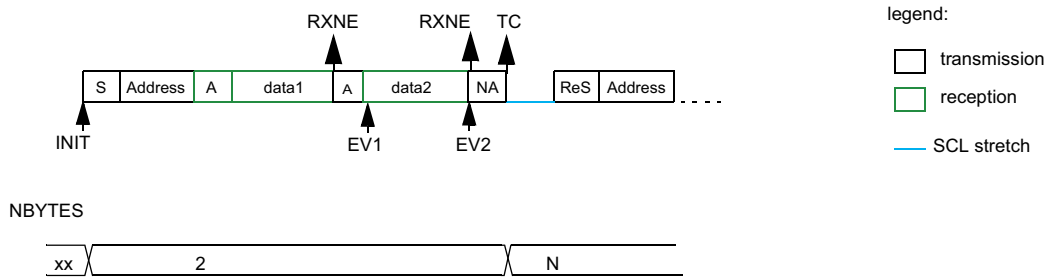 legend:
RXNE RXNE TC
transmission
S Address A data1 A data2 NA ReS Address
reception
INIT EV1 EV2
SCL stretch
NBYTES
xx 2 N